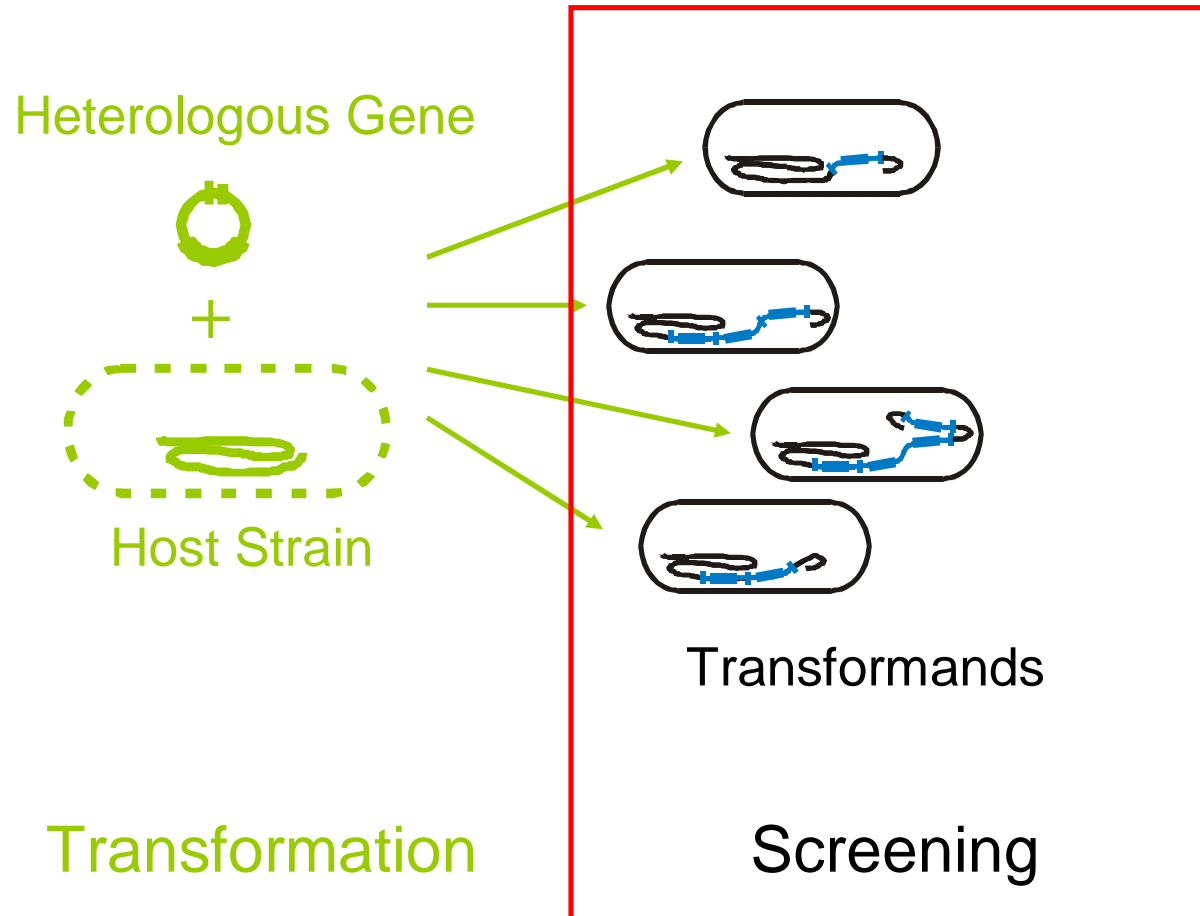 Heterologous Gene
+
Host Strain
Transformands
Transformation
Screening